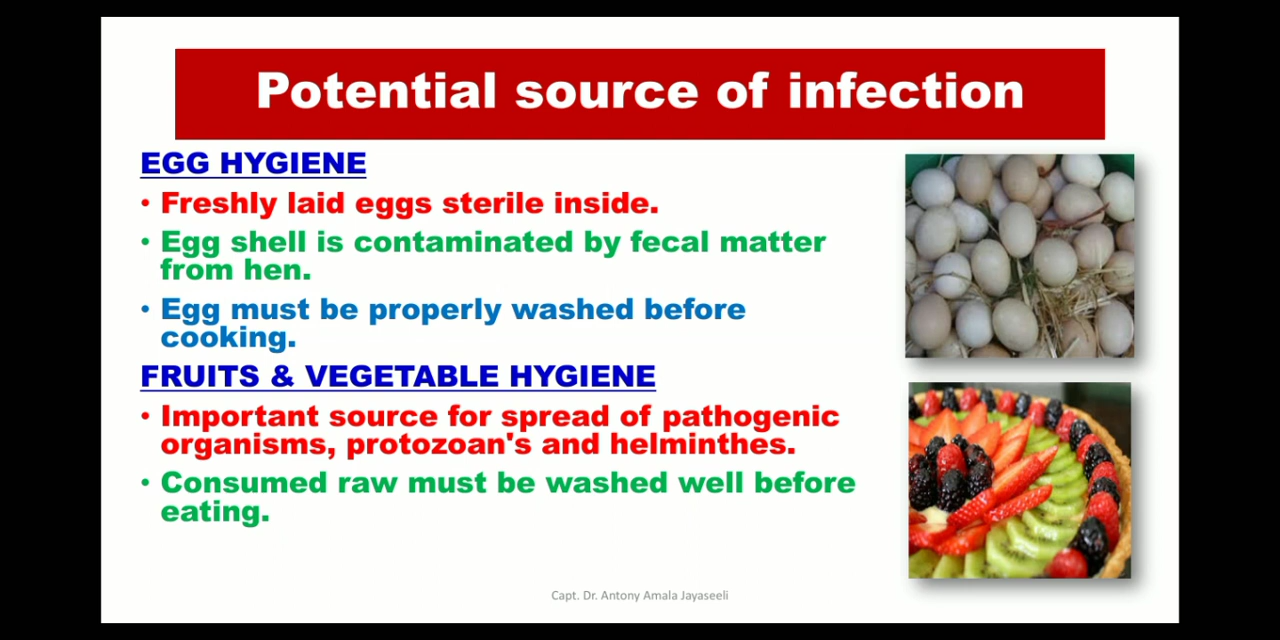 Potential source of infection
EGG HYGIENE
• Freshly laid eggs sterile inside.
• Egg shell is contaminated by fecal matter
from hen.
• Egg must be properly washed before
cooking.
FRUITS & VEGETABLE HYGIENE
• Important source for spread of pathogenic
organisms, protozoan's and helminthes.
• Consumed raw must be washed well before
eating.
Capt. Dr. Antony Amala Jayaseeli